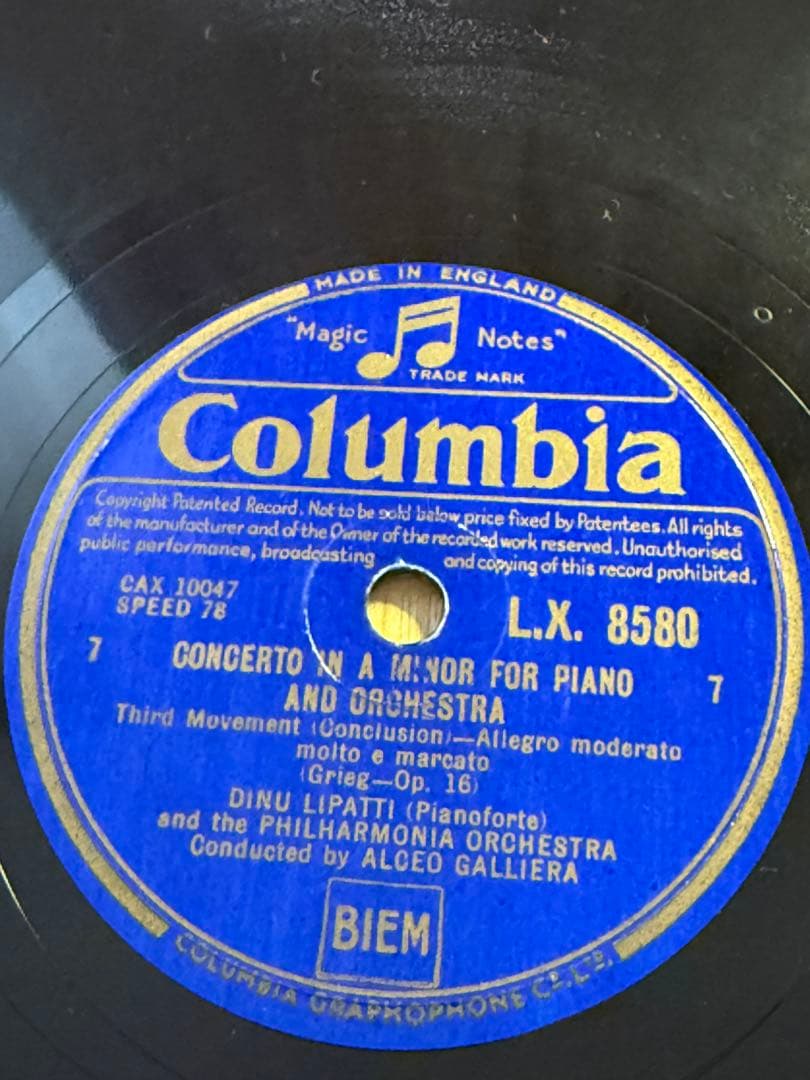 MADE IN ENGLAND
"Magic Notes"
TRADE MARK
Columbia
Copyright Patented Record. Not to be sold below price fixed by Patentees. All rights
of the manufacturer and of the Owner of the recorded work reserved. Unauthorised
public performance, broadcasting and copying of this record prohibited.
CAX 10047
SPEED 78
L.X. 8580
7 CONCERTO IN A MINOR FOR PIANO 7
AND ORCHESTRA
Third Movement (Conclusion)—Allegro moderato
molto e marcato
(Grieg—Op. 16)
DINU LIPATTI (Pianoforte)
and the PHILHARMONIA ORCHESTRA
Conducted by ALCEO GALLIERA
BIEM
COLUMBIA GRAPHOPHONE CO. LTD.